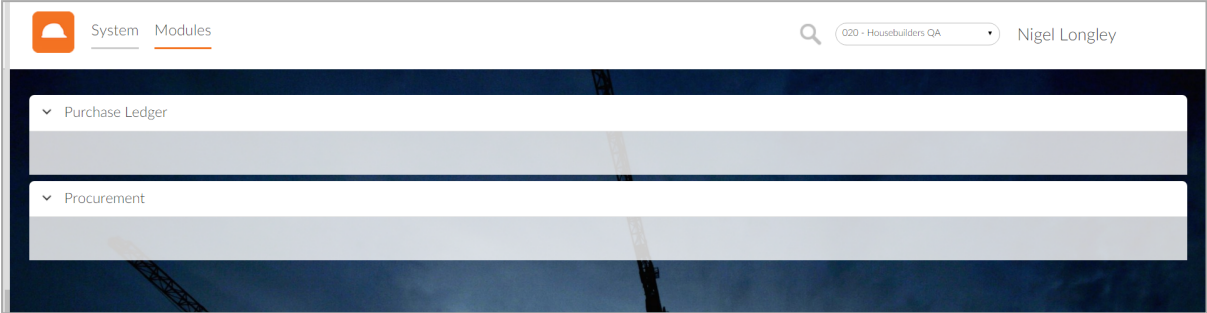 System Modules 020 - Housebuilders QA Nigel Longley
Purchase Ledger
Procurement